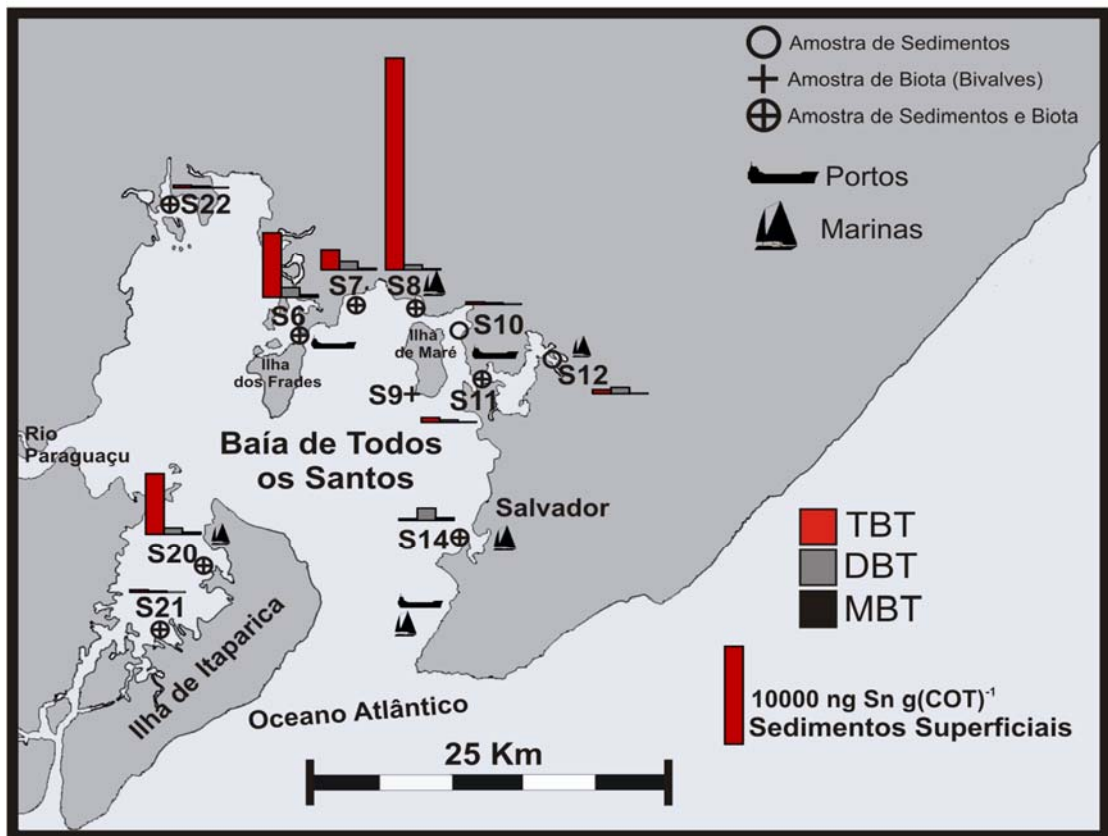 Amostra de Sedimentos
Amostra de Biota (Bivalves)
Amostra de Sedimentos e Biota
Portos
Marinas
S22
S7
S8
S6
S10
Ilha
de Maré
S12
Ilha
dos Frades
S9
S11
Rio
Paraguaçu
Baía de Todos
os Santos
Salvador
S14
S20
S21
Ilha de Itaparica
TBT
DBT
MBT
10000 ng Sn g(COT)⁻¹
Sedimentos Superficiais
Oceano Atlântico
25 Km